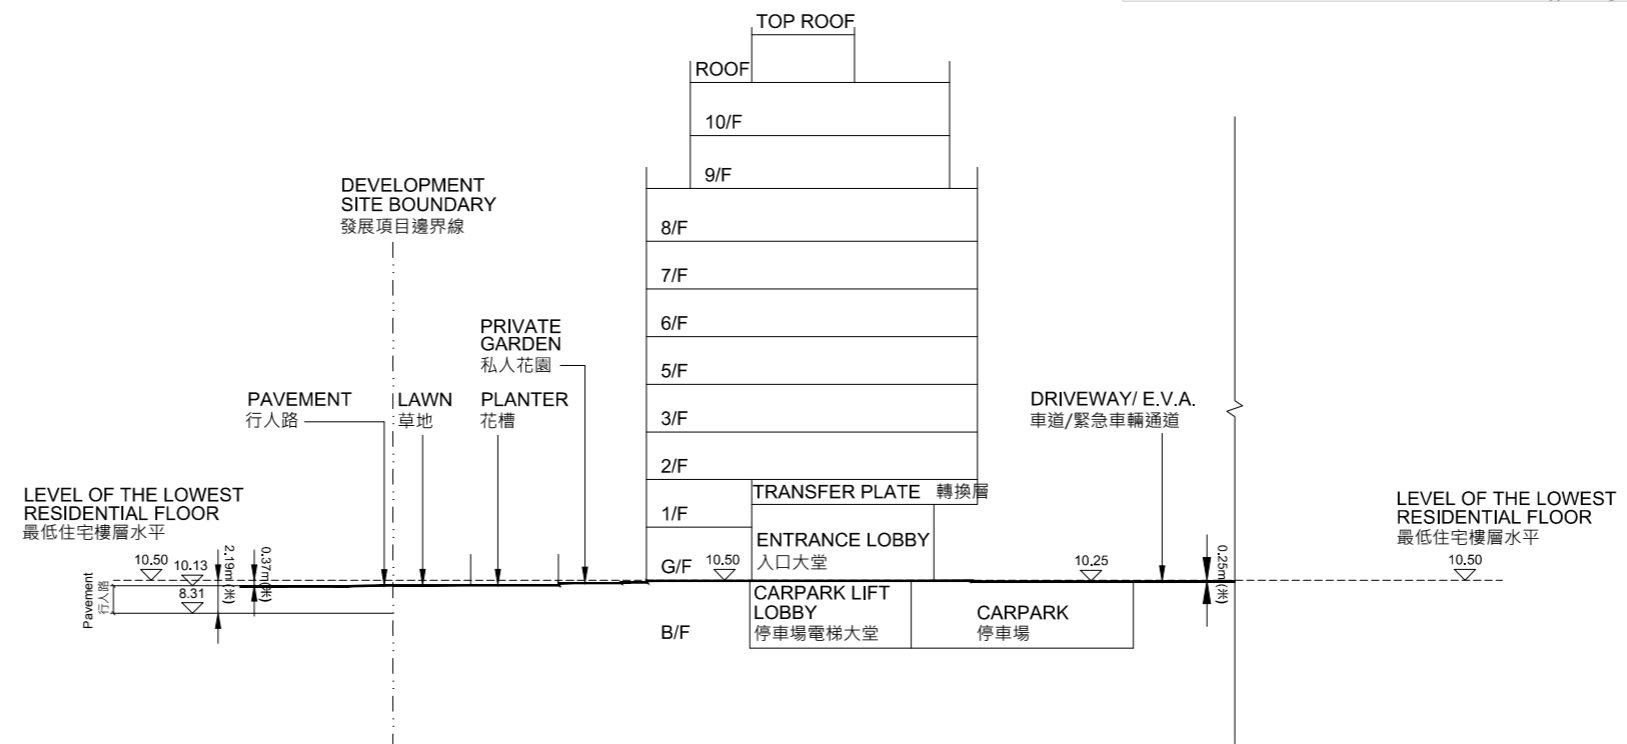 TOP ROOF
ROOF
10/F
9/F
DEVELOPMENT
SITE BOUNDARY
發展項目邊界線
8/F
7/F
6/F
PRIVATE
GARDEN
私人花園
5/F
PAVEMENT
行人路
LAWN
草地
PLANTER
花槽
3/F
DRIVEWAY/ E.V.A.
車道/緊急車輛通道
2/F
TRANSFER PLATE 轉換層
LEVEL OF THE LOWEST
RESIDENTIAL FLOOR
最低住宅樓層水平
1/F
LEVEL OF THE LOWEST
RESIDENTIAL FLOOR
最低住宅樓層水平
ENTRANCE LOBBY
入口大堂
10.50
10.13
2.19m(米)
0.37m(米)
G/F
10.50
10.25
0.25m(米)
10.50
8.31
Pavement
行人路
CARPARK LIFT
LOBBY
停車場電梯大堂
CARPARK
停車場
B/F